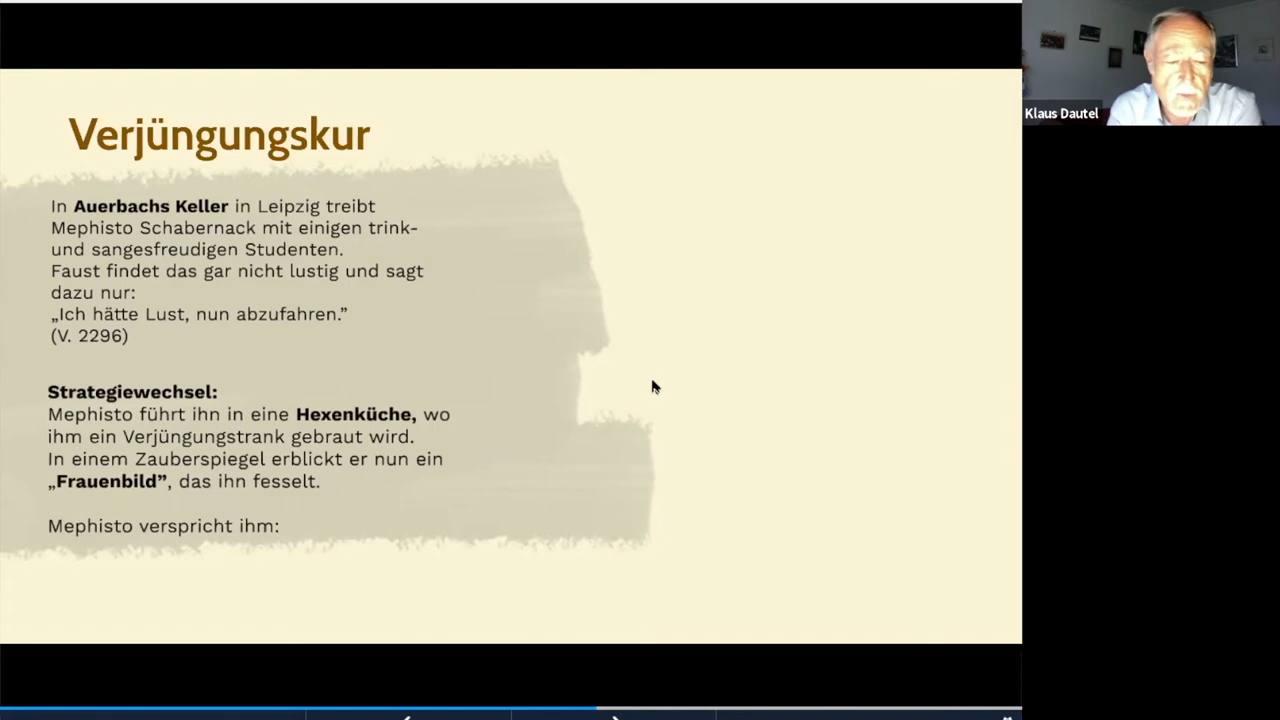 Verjüngungskur
In Auerbachs Keller in Leipzig treibt
Mephisto Schabernack mit einigen trink-
und sangesfreudigen Studenten.
Faust findet das gar nicht lustig und sagt
dazu nur:
„Ich hätte Lust, nun abzufahren.”
(V. 2296)
Strategiewechsel:
Mephisto führt ihn in eine Hexenküche, wo
ihm ein Verjüngungstrank gebraut wird.
In einem Zauberspiegel erblickt er nun ein
„Frauenbild”, das ihn fesselt.
Mephisto verspricht ihm:
Klaus Dautel